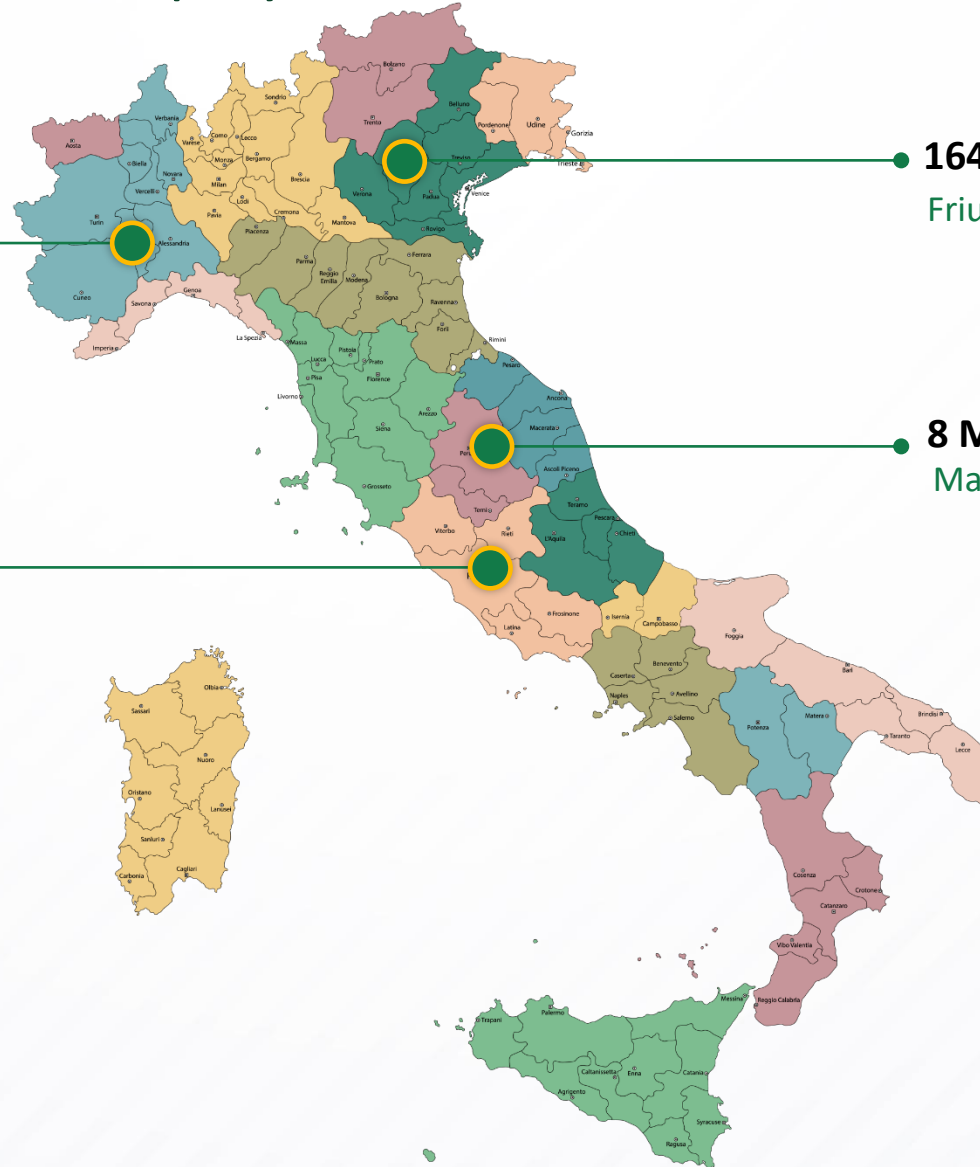 Bolzano
Sondrio
Verbania
Belluno
Trento
Aosta
Varese
Como
Lecco
Pordenone
Udine
Gorizia
Biella
Monza
Bergamo
Treviso
Trieste
164
Novara
Milan
Brescia
Verona
Padua
Venice
Vercelli
Lodi
Friu
Turin
Pavia
Cremona
Mantova
Rovigo
Alessandria
Piacenza
Parma
Ferrara
Reggio
Emilia
Modena
Cuneo
Genoa
Bologna
Ravenna
Savona
Forlì
La Spezia
Massa
Rimini
Imperia
Pistoia
Lucca
Prato
Pesaro
Pisa
Florence
Livorno
Ancona
Arezzo
Siena
Macerata
8 M
Ascoli Piceno
Ma
Grosseto
Terni
Teramo
Pescara
Viterbo
Rieti
L'Aquila
Chieti
Frosinone
Isernia
Latina
Campobasso
Foggia
Benevento
Caserta
Bari
Olbia
Naples
Avellino
Sassari
Salerno
Potenza
Matera
Brindisi
Taranto
Lecce
Nuoro
Oristano
Lanusei
Sanluri
Carbonia
Cagliari
Cosenza
Crotone
Catanzaro
Vibo Valentia
Messina
Reggio Calabria
Trapani
Palermo
Caltanissetta
Enna
Catania
Agrigento
Syracuse
Ragusa